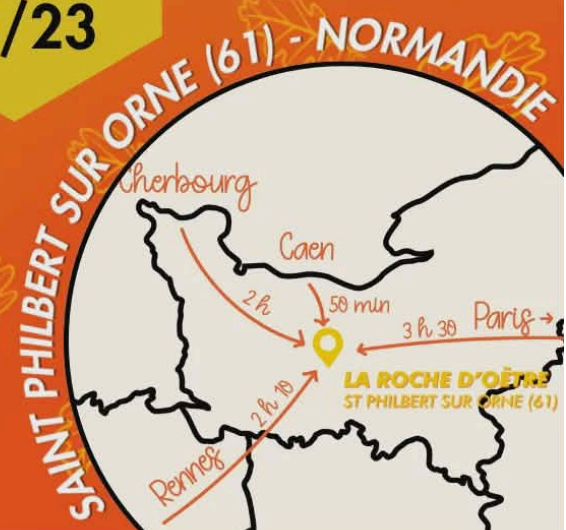 /23
SAINT PHILBERT SUR ORNE (61) - NORMANDIE
Cherbourg
Caen
2 h
50 min
3 h 30 Paris →
LA ROCHE D'OËTRE
ST PHILBERT SUR ORNE (61)
2 h 10
Rennes